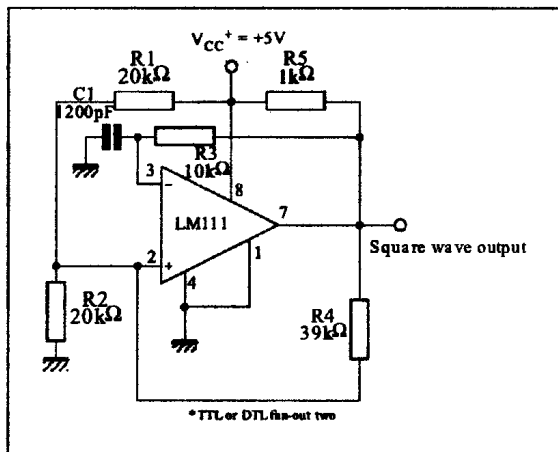 V_CC⁺ = +5V
R1
20kΩ
R5
1kΩ
C1
1200pF
R3
10kΩ
3
−
8
LM111
7
2
+
1
4
Square wave output
R2
20kΩ
R4
39kΩ
*TTL or DTL fan-out two